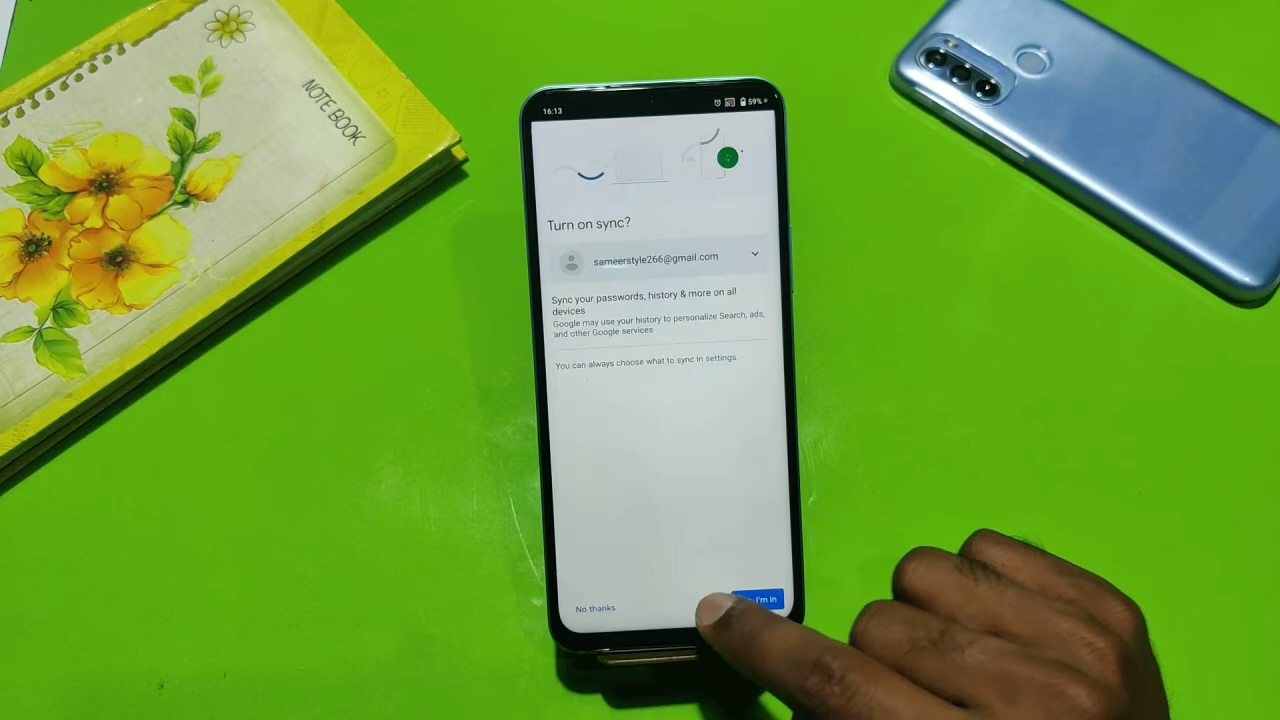 NOTE BOOK
16:13
59%
Turn on sync?
sameerstyle266@gmail.com
Sync your passwords, history & more on all
devices
Google may use your history to personalize Search, ads,
and other Google services
You can always choose what to sync in settings.
No thanks
I'm in